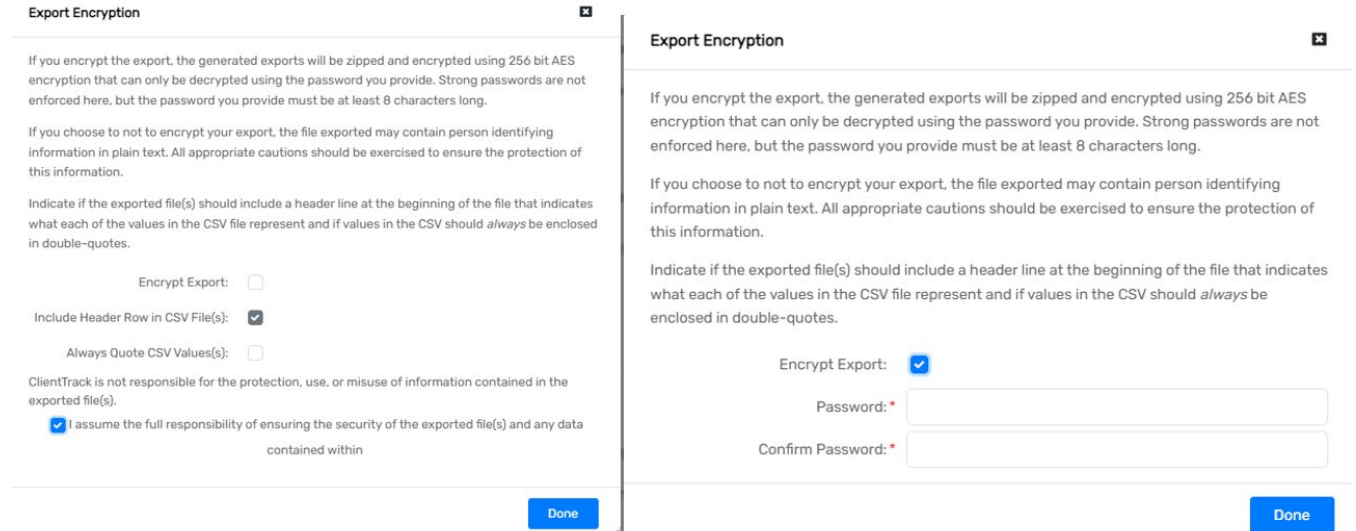 Export Encryption
If you encrypt the export, the generated exports will be zipped and encrypted using 256 bit AES
encryption that can only be decrypted using the password you provide. Strong passwords are not
enforced here, but the password you provide must be at least 8 characters long.
If you choose to not to encrypt your export, the file exported may contain person identifying
information in plain text. All appropriate cautions should be exercised to ensure the protection of
this information.
Indicate if the exported file(s) should include a header line at the beginning of the file that indicates
what each of the values in the CSV file represent and if values in the CSV should always be enclosed
in double-quotes.
Encrypt Export:
Include Header Row in CSV File(s):
Always Quote CSV Values(s):
ClientTrack is not responsible for the protection, use, or misuse of information contained in the
exported file(s).
I assume the full responsibility of ensuring the security of the exported file(s) and any data
contained within
Done
Export Encryption
If you encrypt the export, the generated exports will be zipped and encrypted using 256 bit AES
encryption that can only be decrypted using the password you provide. Strong passwords are not
enforced here, but the password you provide must be at least 8 characters long.
If you choose to not to encrypt your export, the file exported may contain person identifying
information in plain text. All appropriate cautions should be exercised to ensure the protection of
this information.
Indicate if the exported file(s) should include a header line at the beginning of the file that indicates
what each of the values in the CSV file represent and if values in the CSV should always be
enclosed in double-quotes.
Encrypt Export:
Password:*
Confirm Password:*
Done